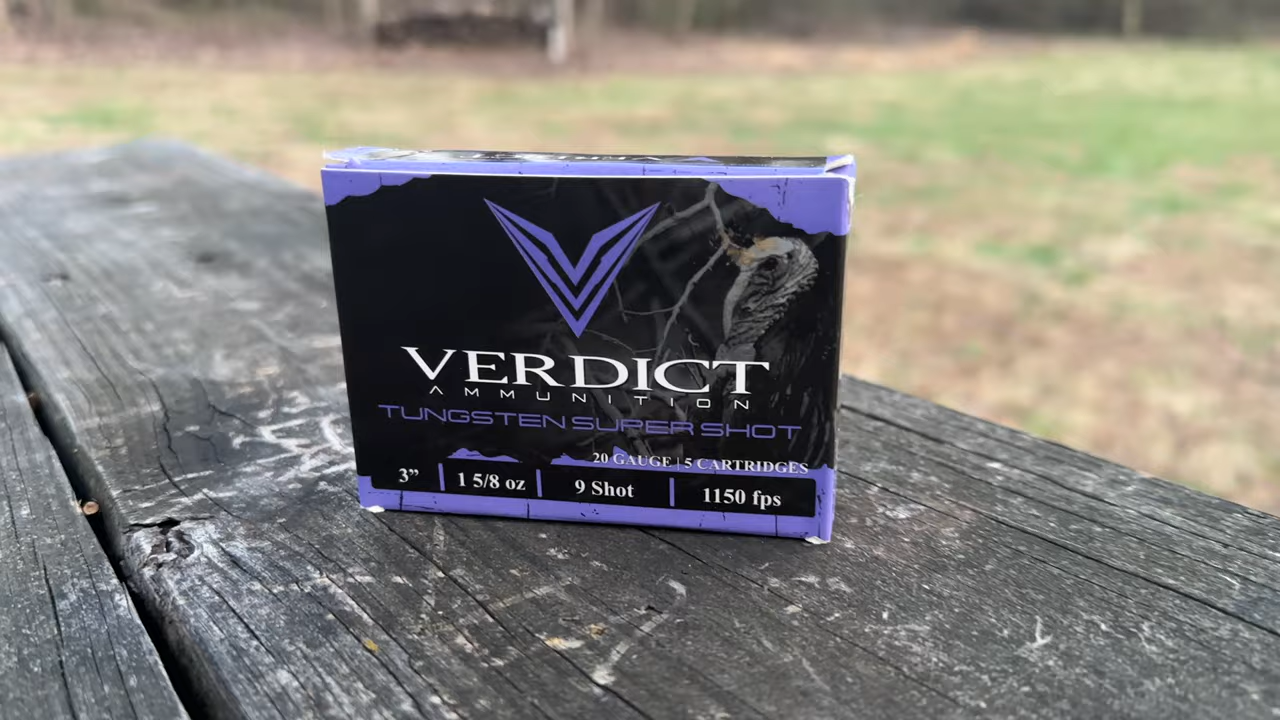 VERDICT
AMMUNITION
TUNGSTEN SUPER SHOT
20 GAUGE | 5 CARTRIDGES
3” | 1 5/8 oz | 9 Shot | 1150 fps